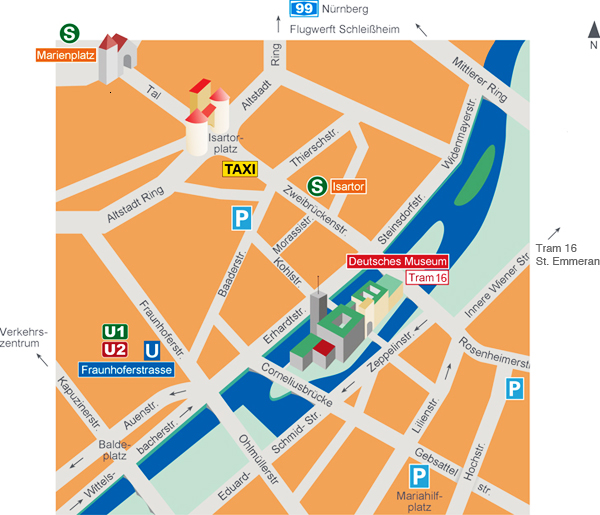 99 Nürnberg
Flugwerft Schleißheim
S
Marienplatz
N
Ring
Mittlerer Ring
Tal
Altstadt
Widenmayerstr.
Isartor-
platz
Thierschstr.
TAXI
S Isartor
Zweibrückenstr.
Altstadt Ring
P
Steinsdorfstr.
Morassistr.
Tram 16
St. Emmeran
Deutsches Museum
Tram 16
Kohlstr.
Baaderstr.
Innere Wiener Str.
Fraunhoferstr.
Erhardtstr.
Verkehrs-
zentrum
U1
U2 U
Fraunhoferstrasse
Zeppelinstr.
Rosenheimerstr.
Corneliusbrücke
P
Kapuzinerstr.
Auenstr.
Lilienstr.
Balde-
platz
Wittels-
bacherstr.
Ohlmüllerstr
Eduard-
Schmid-Str.
Gebsattel
str.
Hochstr.
P
Mariahilf-
platz